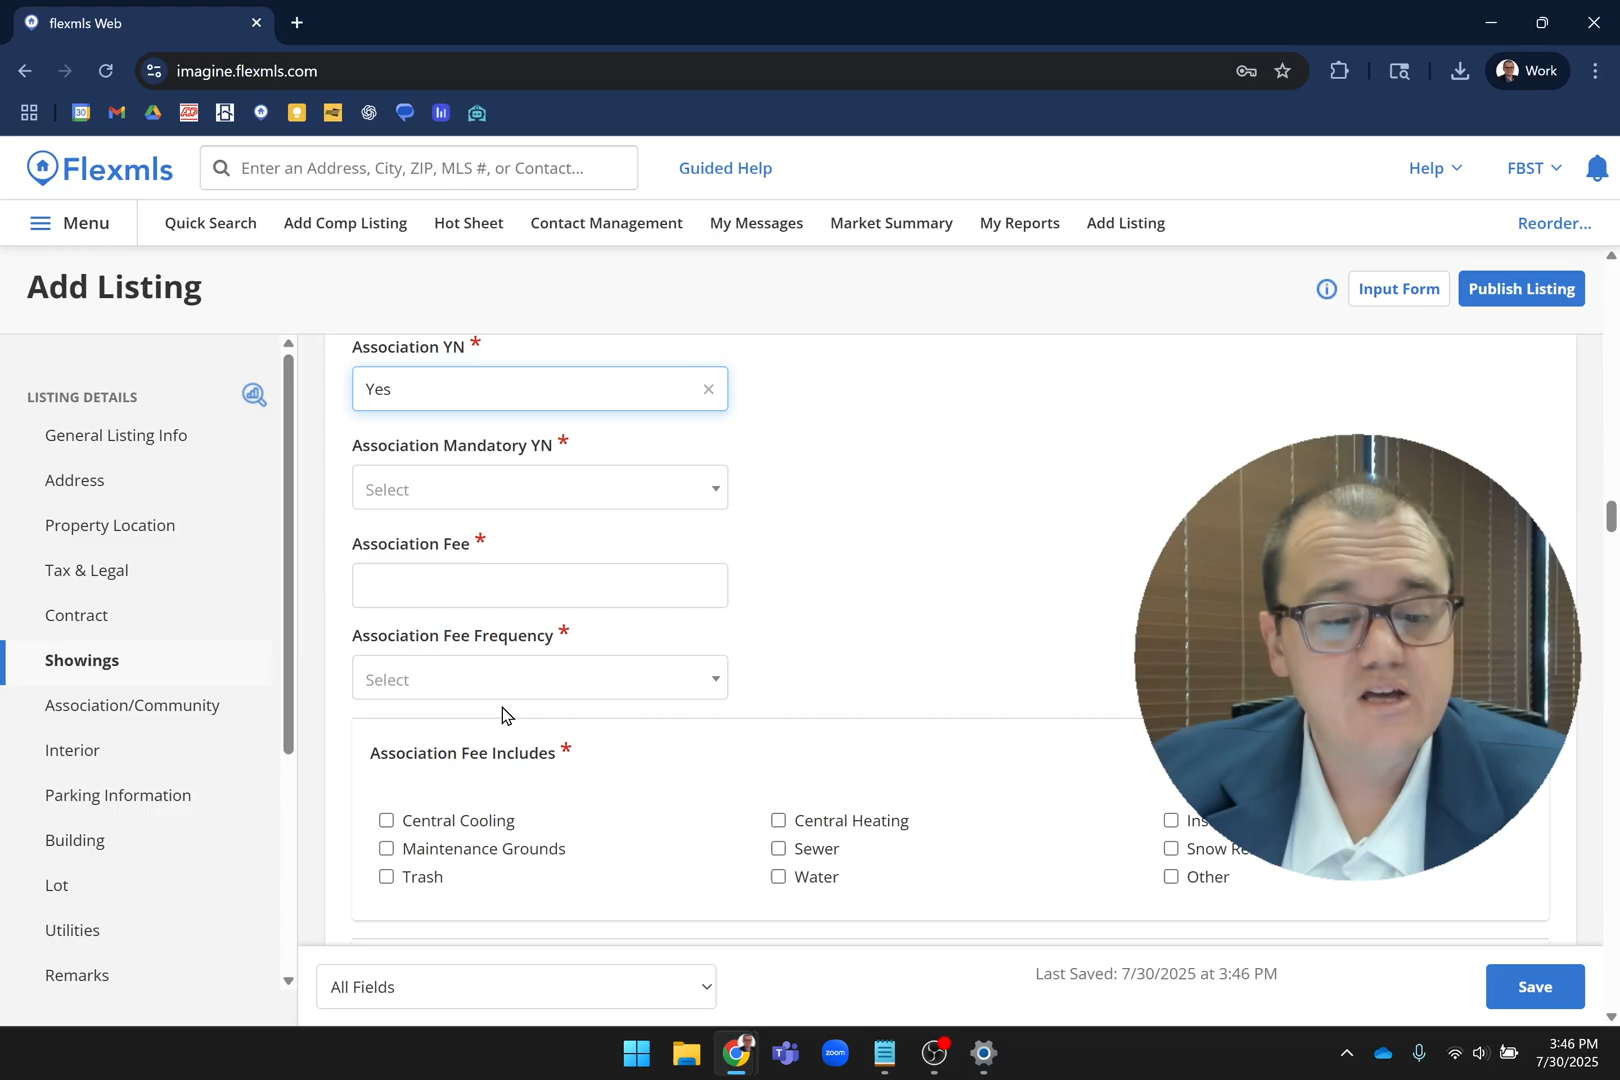 flexmls Web
imagine.flexmls.com
Work
30
Flexmls
Enter an Address, City, ZIP, MLS #, or Contact...
Guided Help
Help
FBST
Menu
Quick Search
Add Comp Listing
Hot Sheet
Contact Management
My Messages
Market Summary
My Reports
Add Listing
Reorder...
Add Listing
Input Form
Publish Listing
LISTING DETAILS
General Listing Info
Address
Property Location
Tax & Legal
Contract
Showings
Association/Community
Interior
Parking Information
Building
Lot
Utilities
Remarks
Association YN *
Yes
Association Mandatory YN *
Select
Association Fee *
Association Fee Frequency *
Select
Association Fee Includes *
Central Cooling
Central Heating
Maintenance Grounds
Sewer
Snow
Trash
Water
Other
All Fields
Last Saved: 7/30/2025 at 3:46 PM
Save
zoom
3:46 PM
7/30/2025